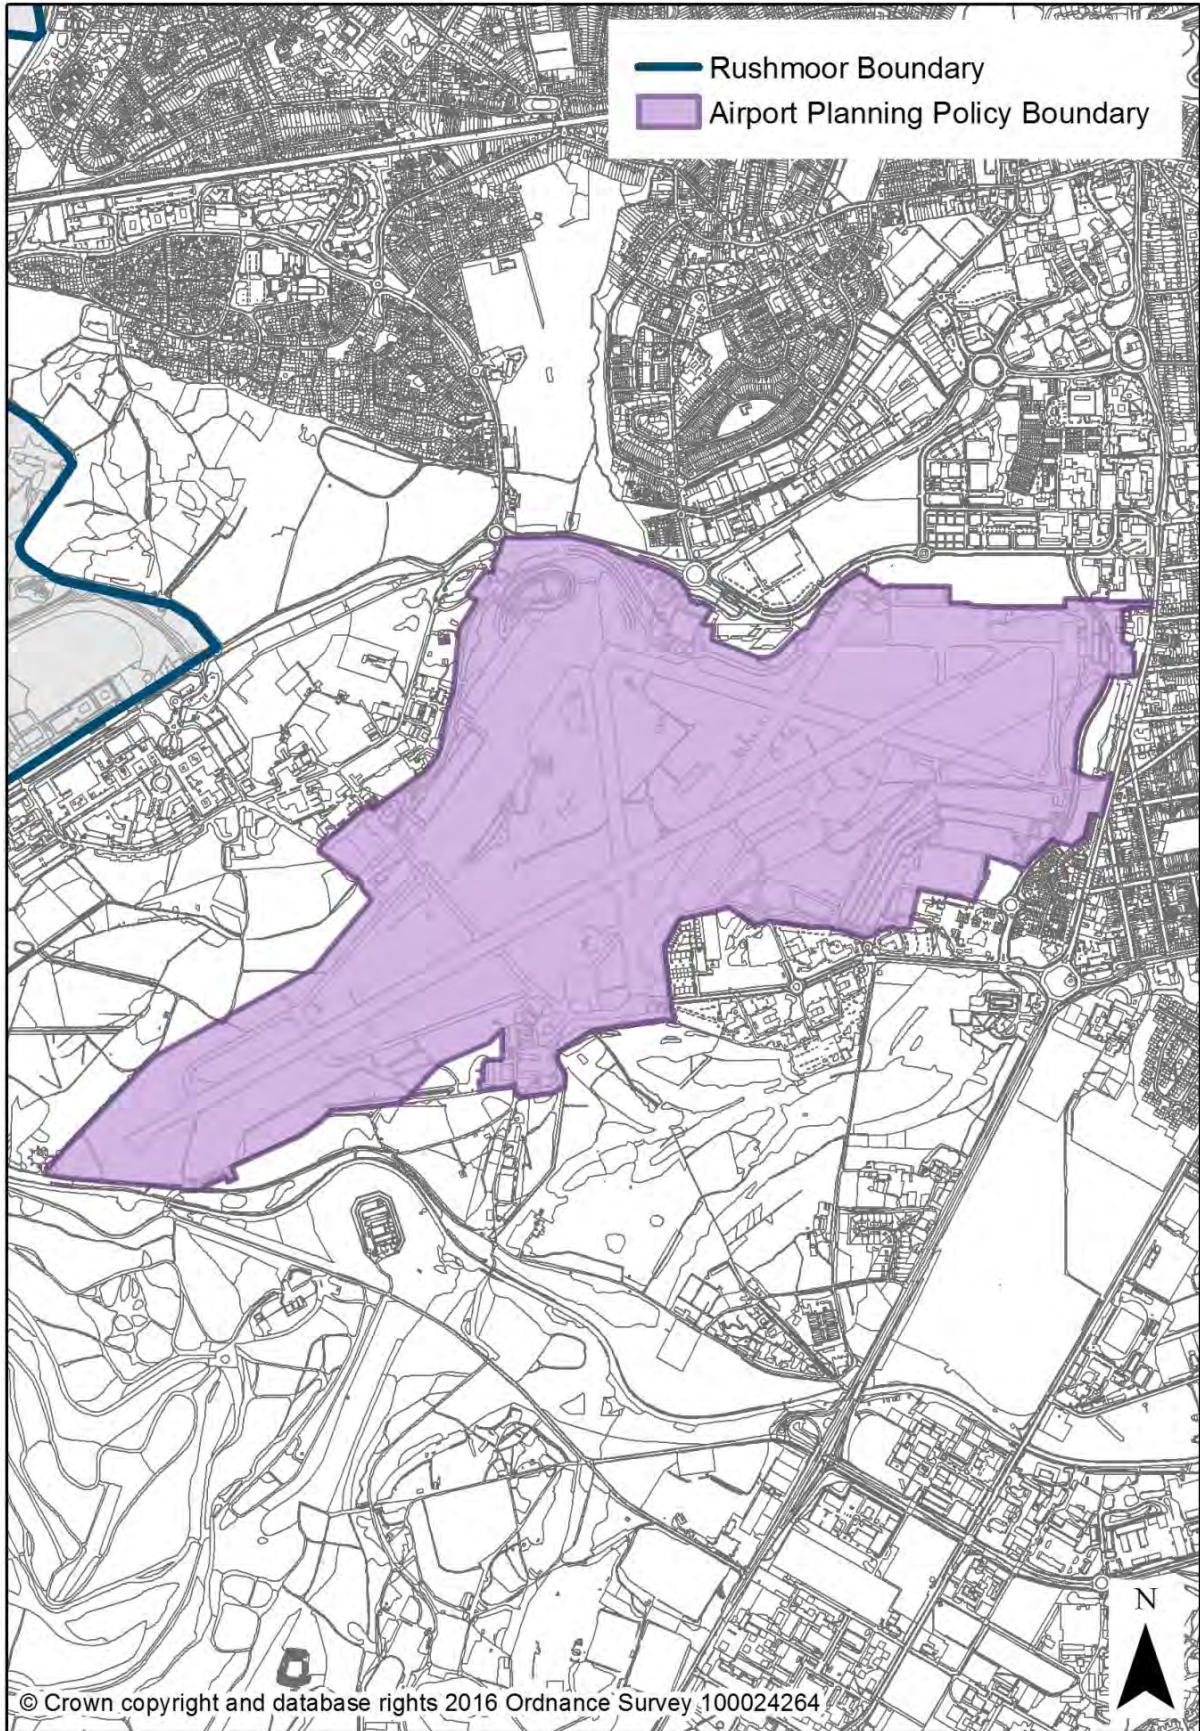 Rushmoor Boundary
Airport Planning Policy Boundary
N
© Crown copyright and database rights 2016 Ordnance Survey 100024264